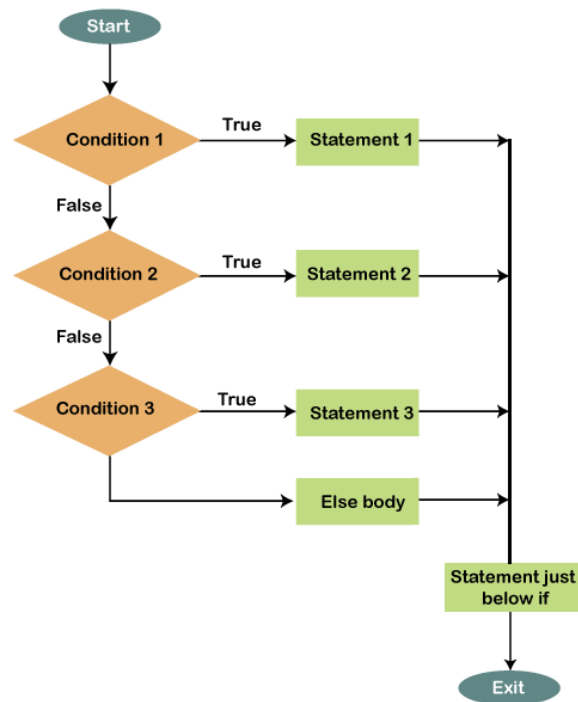 Start
Condition 1
True
Statement 1
False
Condition 2
True
Statement 2
False
Condition 3
True
Statement 3
Else body
Statement just
below if
Exit